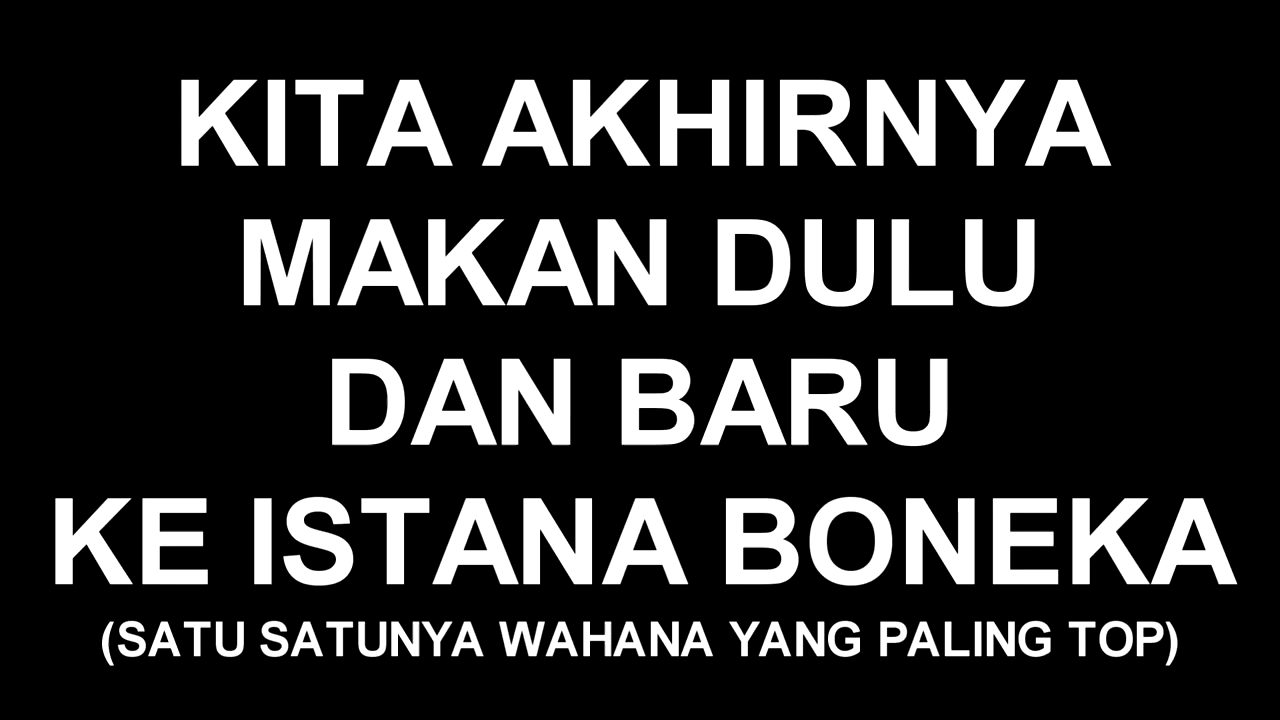 KITA AKHIRNYA
MAKAN DULU
DAN BARU
KE ISTANA BONEKA
(SATU SATUNYA WAHANA YANG PALING TOP)